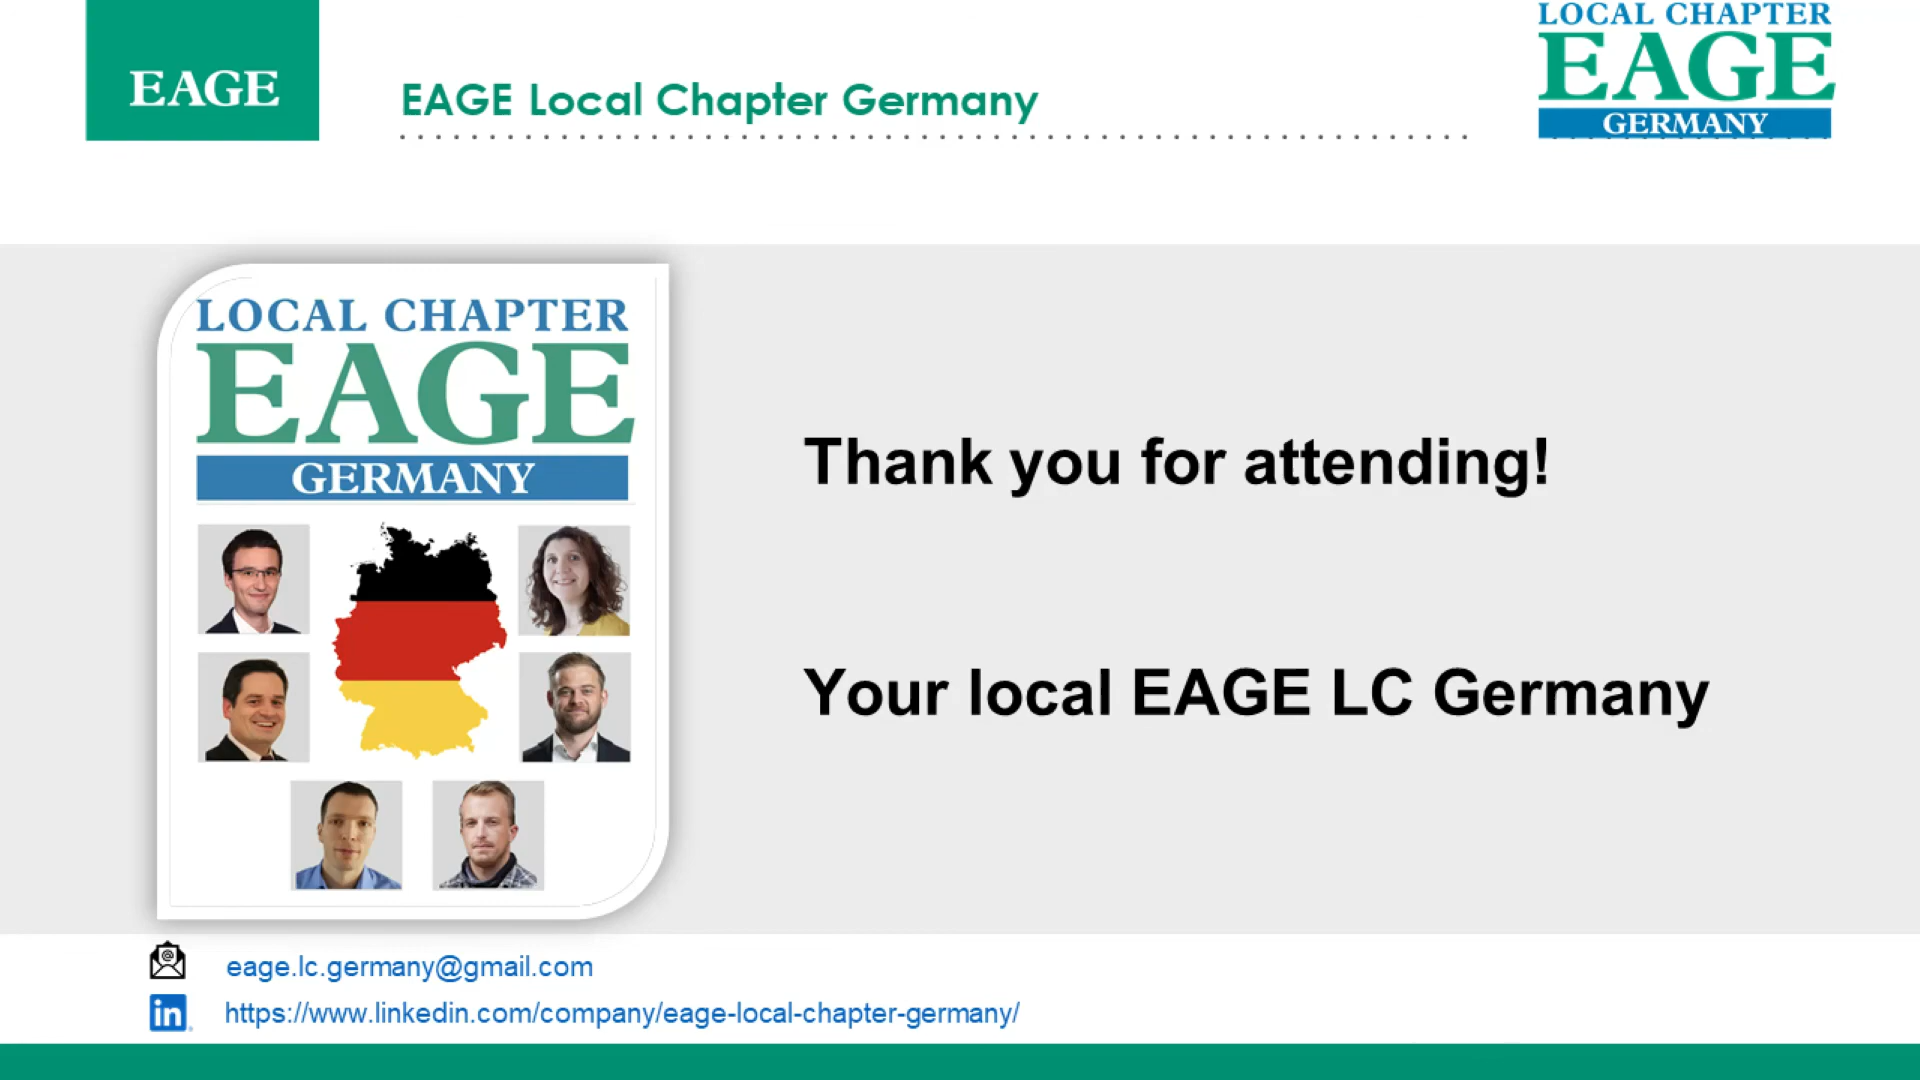 EAGE
EAGE Local Chapter Germany
LOCAL CHAPTER
EAGE
GERMANY
LOCAL CHAPTER
EAGE
GERMANY
Thank you for attending!
Your local EAGE LC Germany
@
eage.lc.germany@gmail.com
in
https://www.linkedin.com/company/eage-local-chapter-germany/